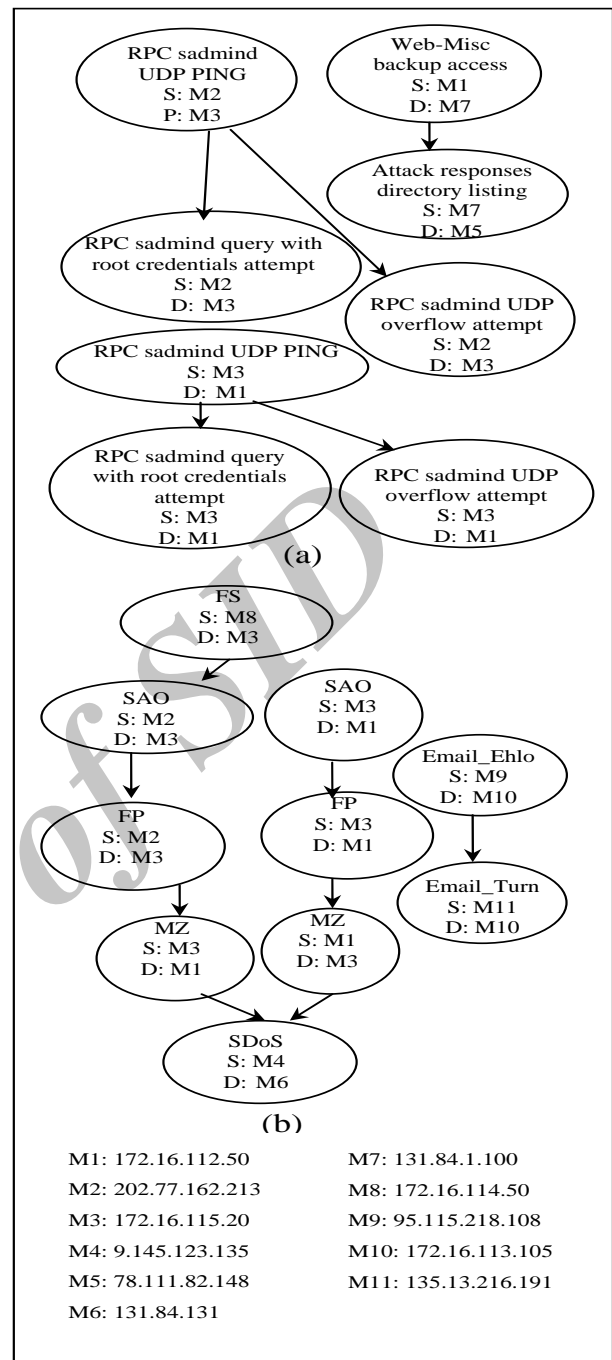 RPC sadmind
UDP PING
S: M2
P: M3
Web-Misc
backup access
S: M1
D: M7
Attack responses
directory listing
S: M7
D: M5
RPC sadmind query with
root credentials attempt
S: M2
D: M3
RPC sadmind UDP
overflow attempt
S: M2
D: M3
RPC sadmind UDP PING
S: M3
D: M1
RPC sadmind query
with root credentials
attempt
S: M3
D: M1
RPC sadmind UDP
overflow attempt
S: M3
D: M1
(a)
FS
S: M8
D: M3
SAO
S: M2
D: M3
SAO
S: M3
D: M1
Email_Ehlo
S: M9
D: M10
FP
S: M2
D: M3
FP
S: M3
D: M1
Email_Turn
S: M11
D: M10
MZ
S: M3
D: M1
MZ
S: M1
D: M3
SDoS
S: M4
D: M6
(b)
of SID
M1: 172.16.112.50
M2: 202.77.162.213
M3: 172.16.115.20
M4: 9.145.123.135
M5: 78.111.82.148
M6: 131.84.131
M7: 131.84.1.100
M8: 172.16.114.50
M9: 95.115.218.108
M10: 172.16.113.105
M11: 135.13.216.191